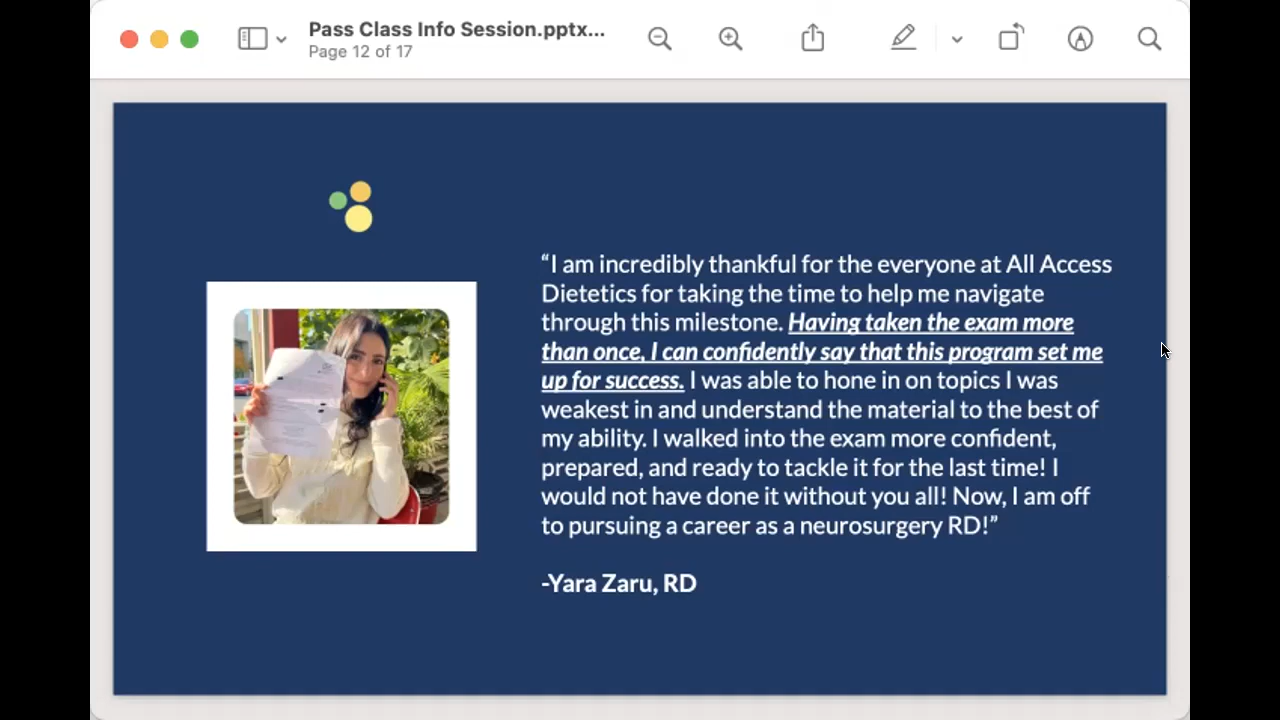 Pass Class Info Session.pptx...
Page 12 of 17
“I am incredibly thankful for the everyone at All Access
Dietetics for taking the time to help me navigate
through this milestone. Having taken the exam more
than once, I can confidently say that this program set me
up for success. I was able to hone in on topics I was
weakest in and understand the material to the best of
my ability. I walked into the exam more confident,
prepared, and ready to tackle it for the last time! I
would not have done it without you all! Now, I am off
to pursuing a career as a neurosurgery RD!”
-Yara Zaru, RD